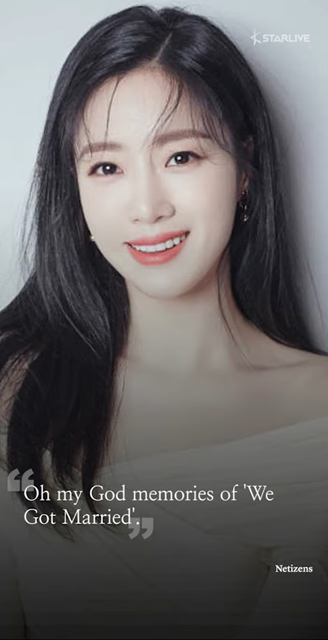 STARLIVE
“
Oh my God memories of 'We
Got Married'.
”
Netizens